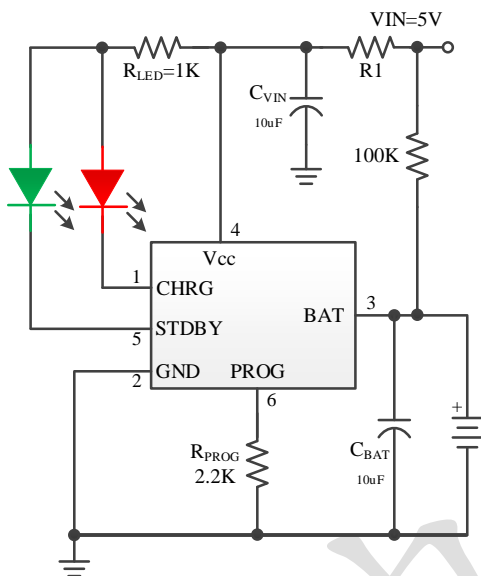 VIN=5V
RLED=1K
R1
CVIN
10uF
100K
4
Vcc
1
CHRG
BAT
3
STDBY
5
GND
2
PROG
6
+
RPROG
2.2K
CBAT
10uF